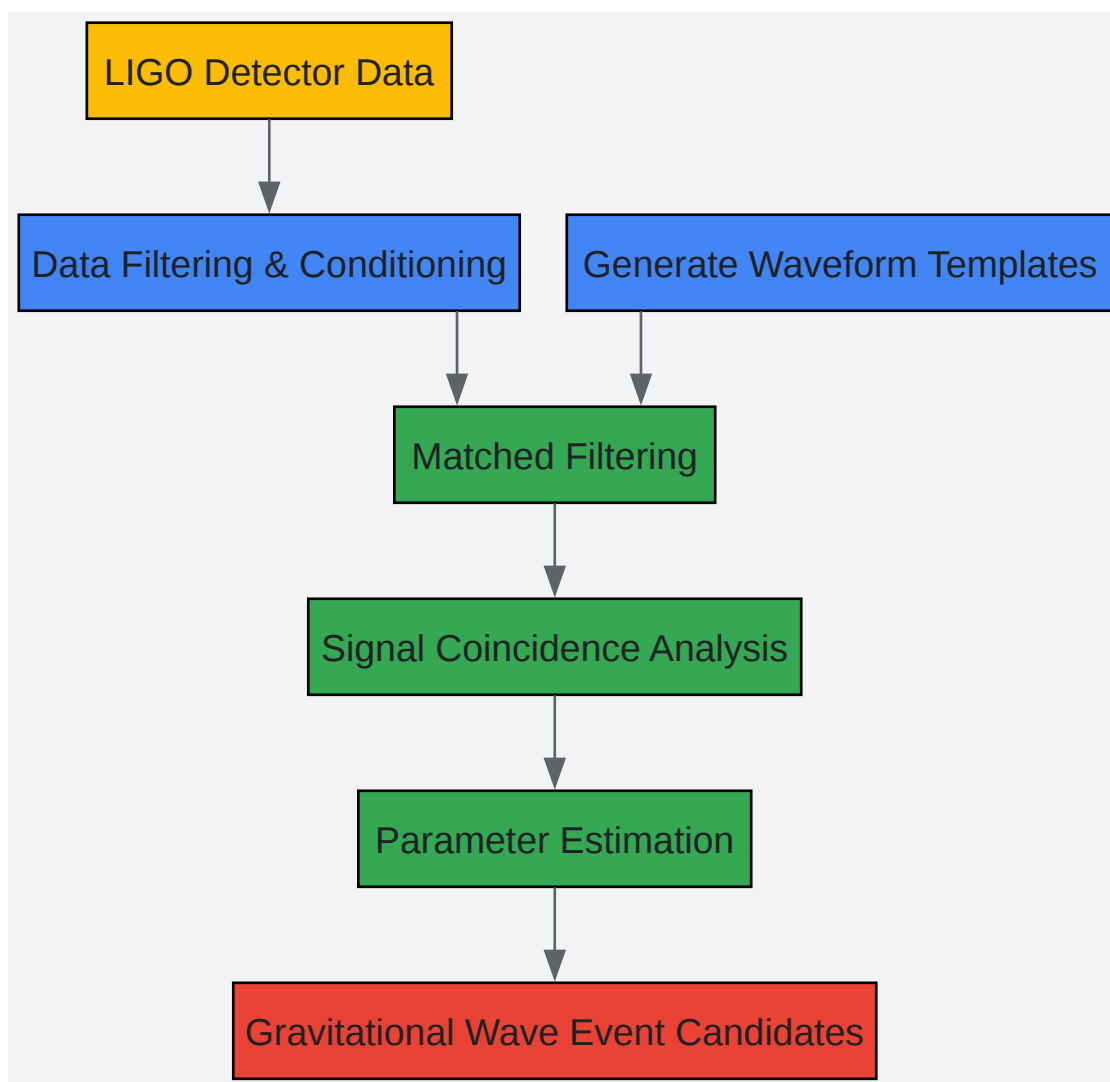 LIGO Detector Data
Data Filtering & Conditioning
Generate Waveform Templates
Matched Filtering
Signal Coincidence Analysis
Parameter Estimation
Gravitational Wave Event Candidates